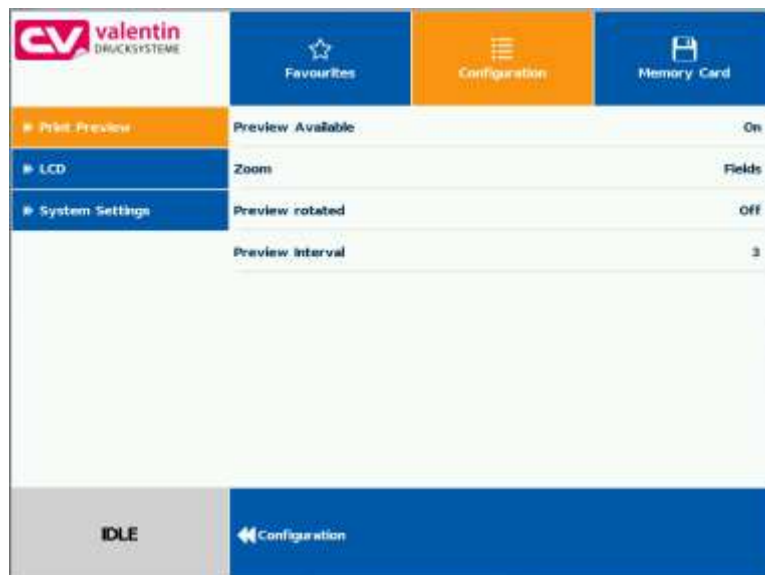 CV valentin
DRUCKSYSTEME
Favourites
Configuration
Memory Card
Print Preview
Preview Available On
LCD
Zoom Fields
System Settings
Preview rotated Off
Preview Interval 3
IDLE
Configuration